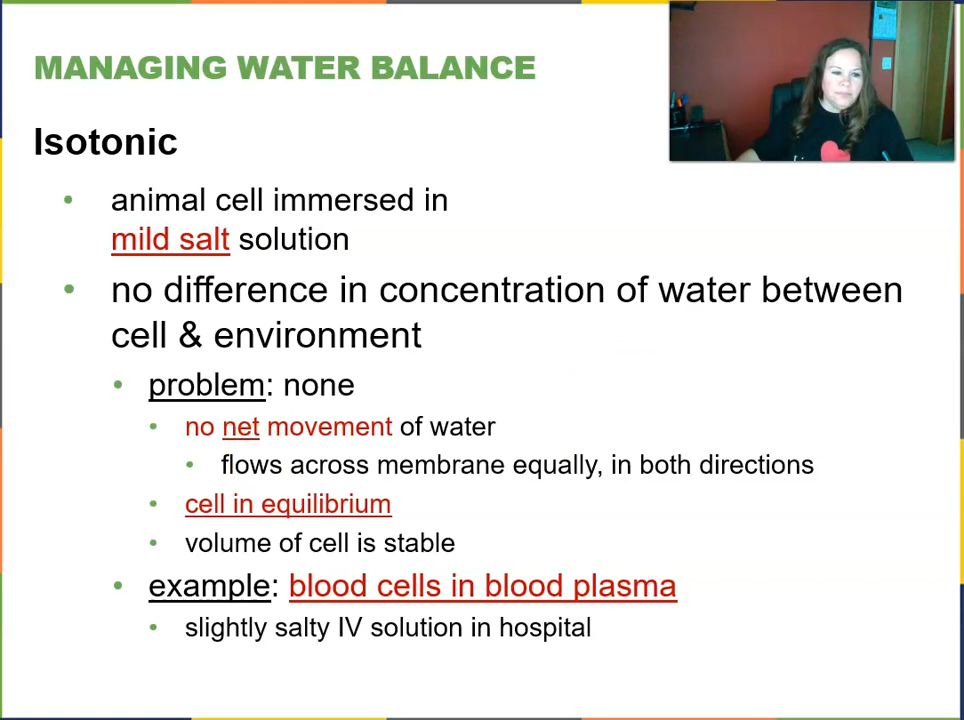 MANAGING WATER BALANCE
Isotonic
• animal cell immersed in
mild salt solution
• no difference in concentration of water between
cell & environment
• problem: none
• no net movement of water
• flows across membrane equally, in both directions
• cell in equilibrium
• volume of cell is stable
• example: blood cells in blood plasma
• slightly salty IV solution in hospital